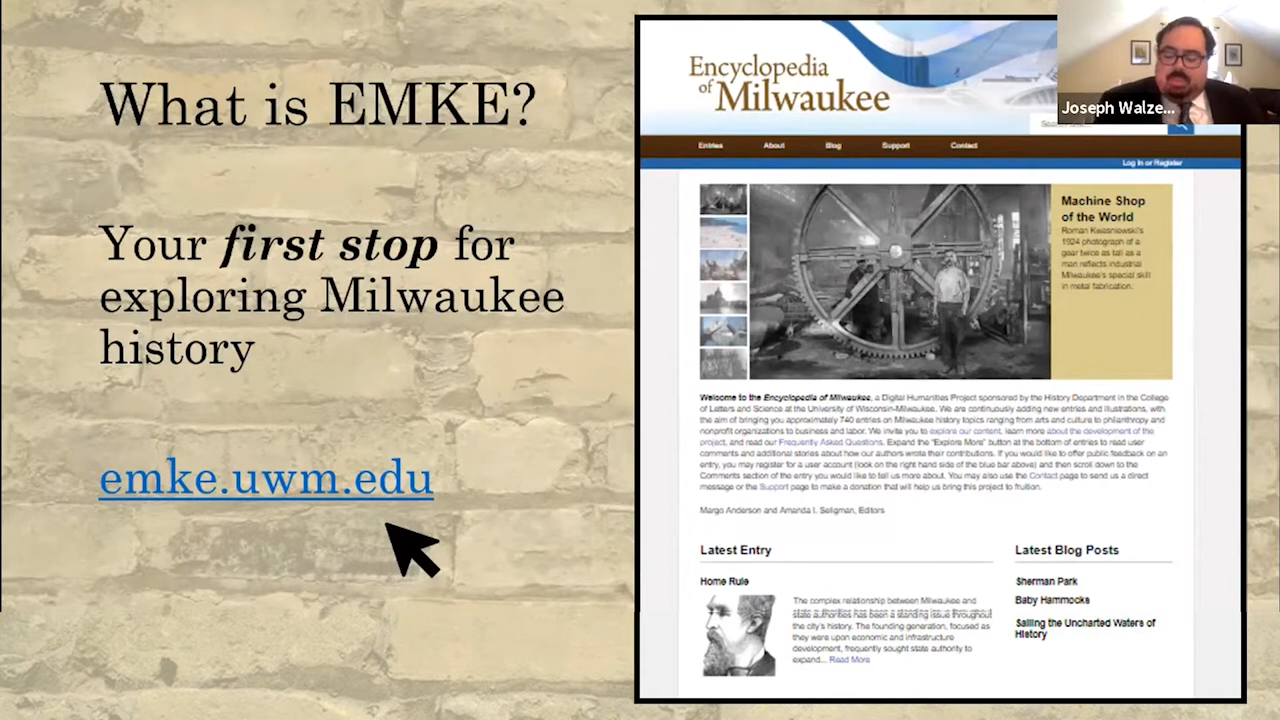 What is EMKE?
Your first stop for
exploring Milwaukee
history
emke.uwm.edu
Encyclopedia
of Milwaukee
Joseph Walze...
Entries About Blog Support Contact
Log In or Register
Machine Shop
of the World
Roman Kwasniewski's
1924 photograph of a
gear twice as tall as a
man reflects industrial
Milwaukee's special skill
in metal fabrication.
Welcome to the Encyclopedia of Milwaukee, a Digital Humanities Project sponsored by the History Department in the College
of Letters and Science at the University of Wisconsin-Milwaukee. We are continuously adding new entries and illustrations, with
the aim of bringing you approximately 740 entries on Milwaukee history topics ranging from arts and culture to philanthropy and
nonprofit organizations to business and labor. We invite you to explore our content, learn more about the development of the
project, and read our Frequently Asked Questions. Expand the "Explore More" button at the bottom of entries to read user
comments and additional stories about how our authors wrote their contributions. If you would like to offer public feedback on an
entry, you may register for a user account (look on the right hand side of the blue bar above) and then scroll down to the
Comments section of the entry you would like to tell us more about. You may also use the Contact page to send us a direct
message or the Support page to make a donation that will help us bring this project to fruition.
Margo Anderson and Amanda I. Seligman, Editors
Latest Entry
Home Rule
The complex relationship between Milwaukee and
state authorities has been a standing issue throughout
the city's history. The founding generation, focused as
they were upon economic and infrastructure
development, frequently sought state authority to
expand... Read More
Latest Blog Posts
Sherman Park
Baby Hammocks
Sailing the Uncharted Waters of
History